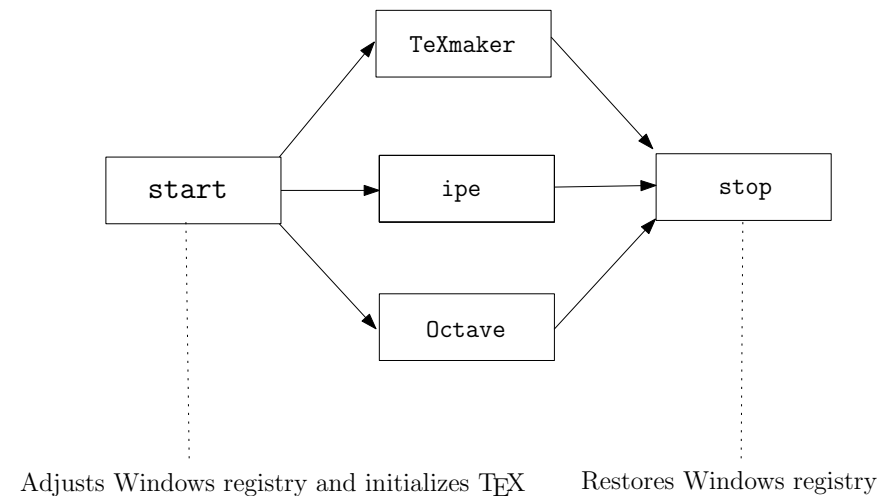 TeXmaker
start
ipe
stop
Octave
Adjusts Windows registry and initializes TEX
Restores Windows registry